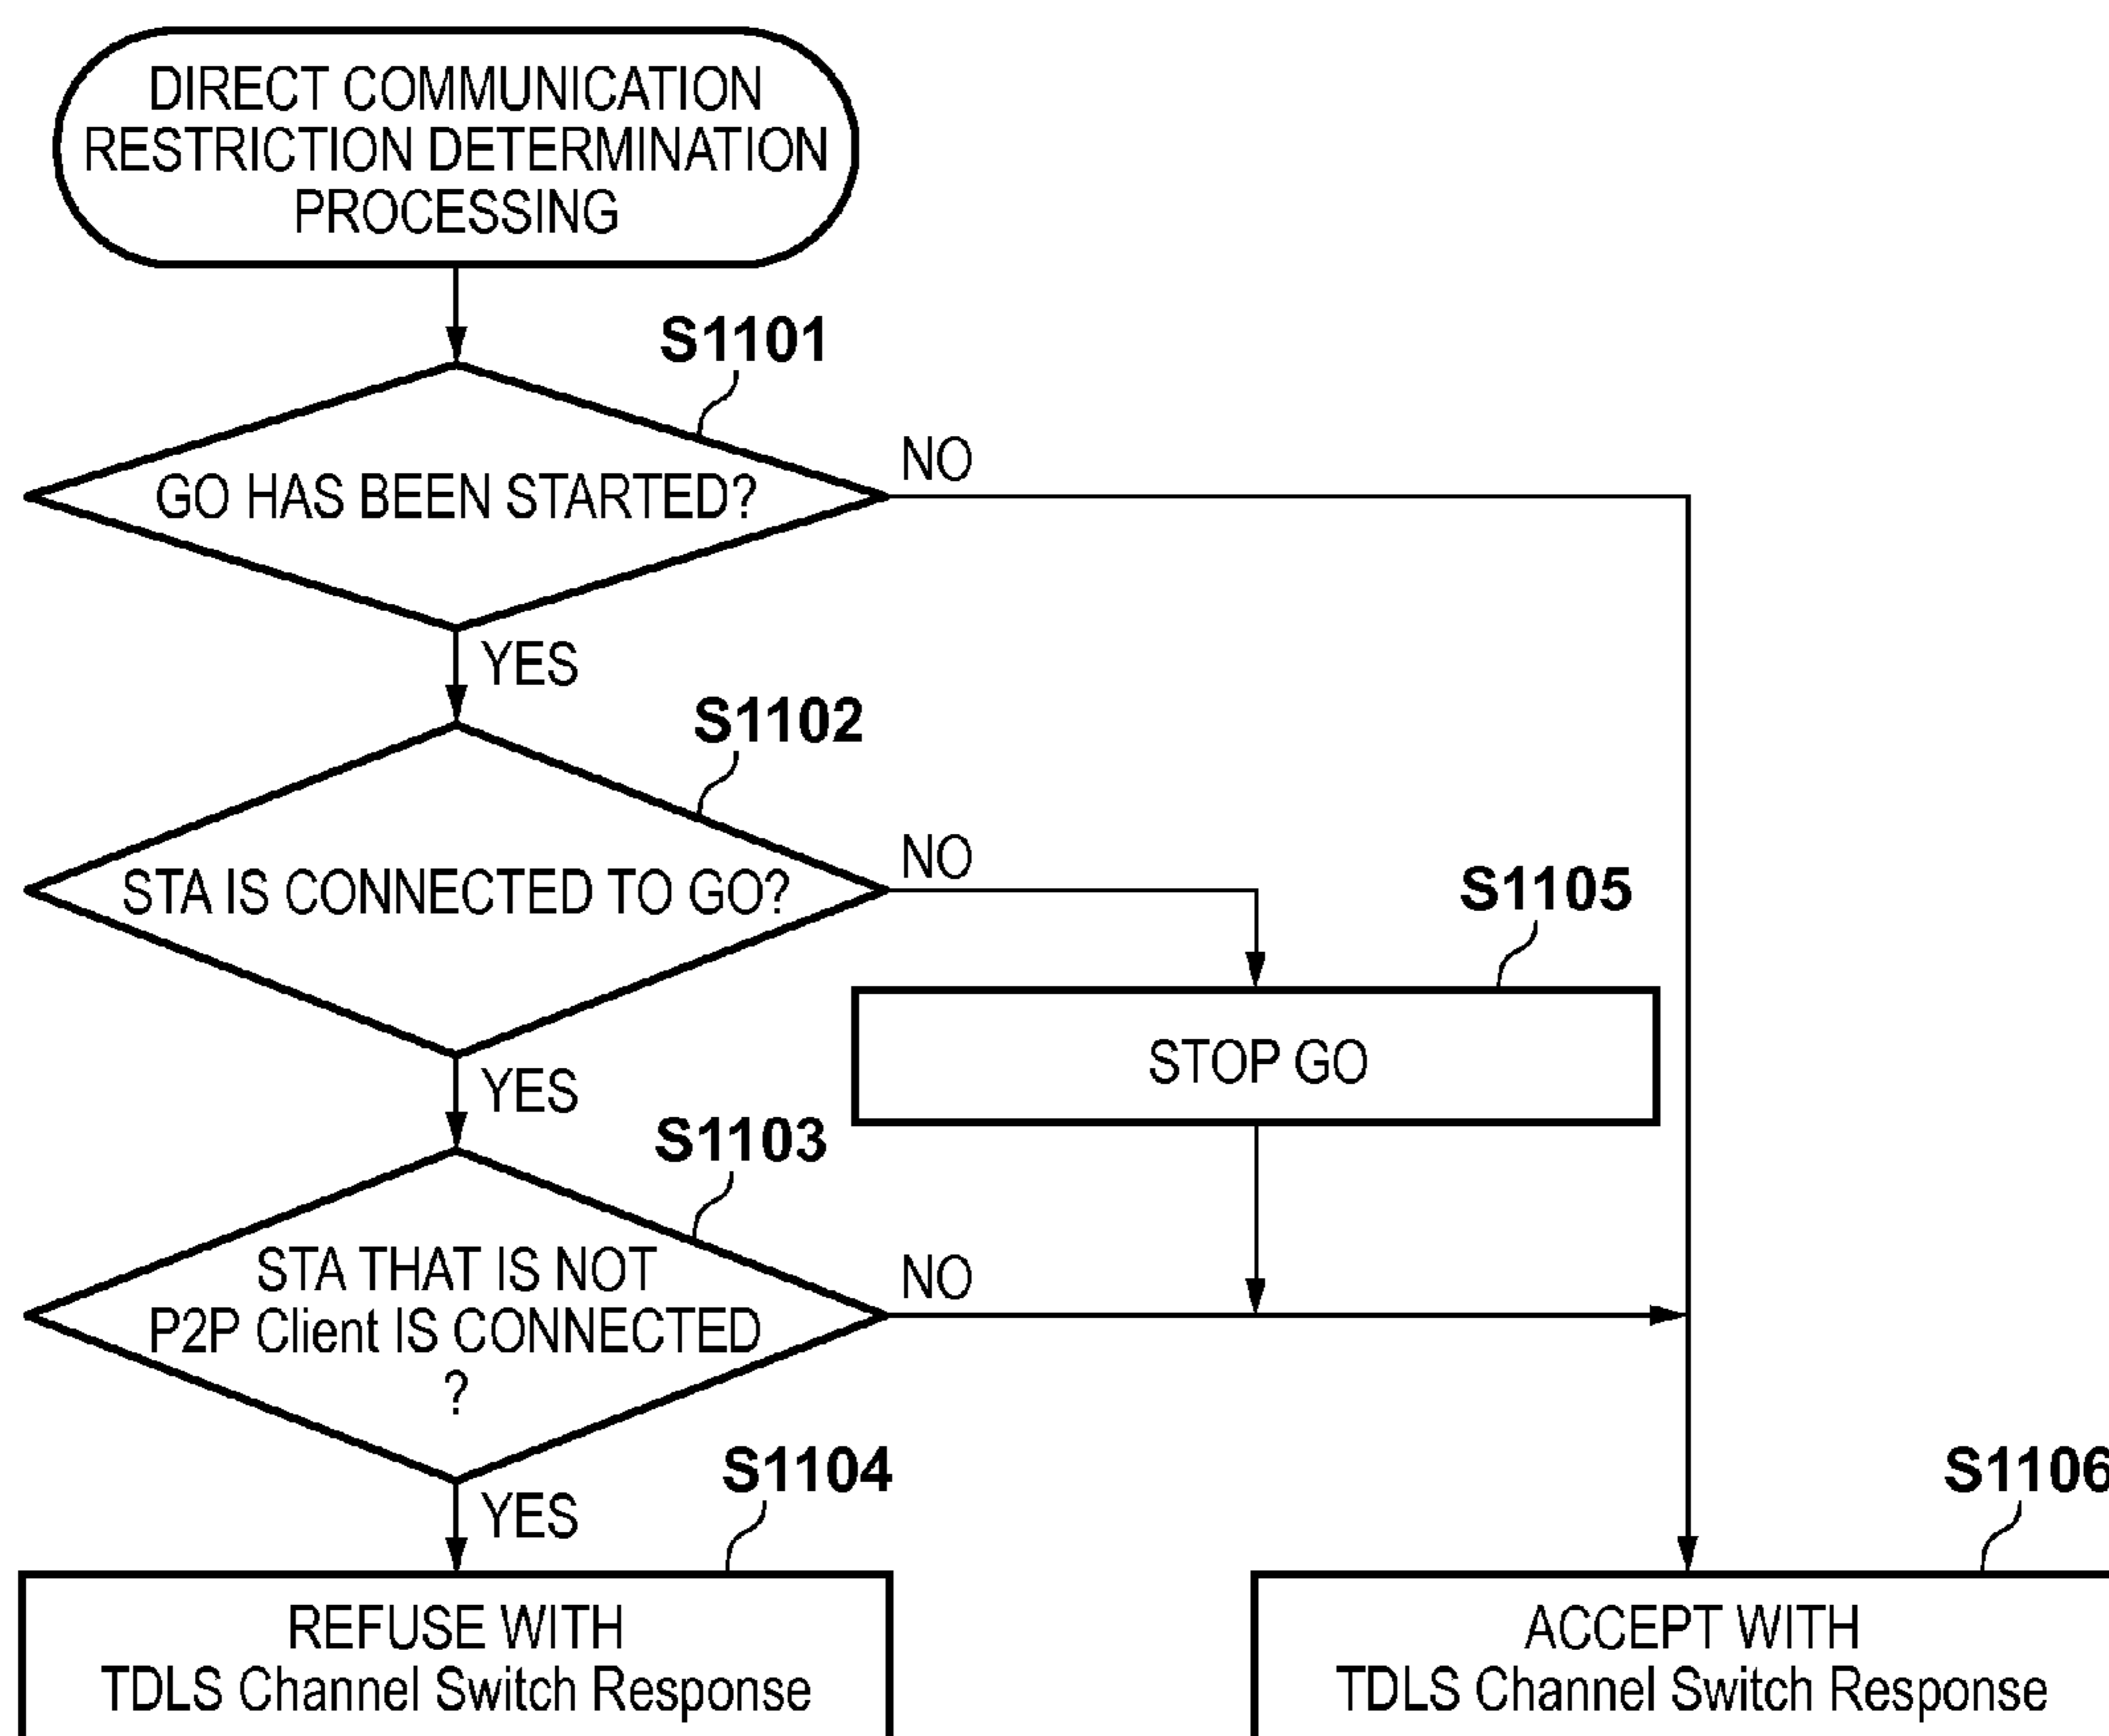 DIRECT COMMUNICATION
RESTRICTION DETERMINATION
PROCESSING
S1101
GO HAS BEEN STARTED?
NO
YES
S1102
STA IS CONNECTED TO GO?
NO
S1105
STOP GO
YES
S1103
STA THAT IS NOT
P2P Client IS CONNECTED
?
NO
YES
S1104
REFUSE WITH
TDLS Channel Switch Response
S1106
ACCEPT WITH
TDLS Channel Switch Response